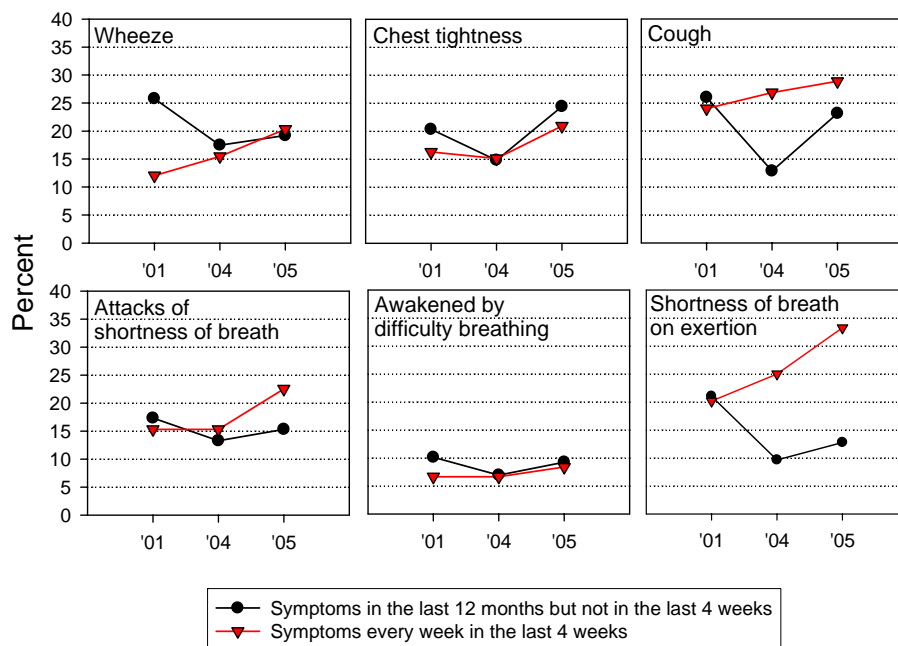 Wheeze
Chest tightness
Cough
40
35
30
25
20
15
10
5
0
'01 '04 '05
'01 '04 '05
'01 '04 '05
Percent
Attacks of
shortness of breath
Awakened by
difficulty breathing
Shortness of breath
on exertion
40
35
30
25
20
15
10
5
0
'01 '04 '05
'01 '04 '05
'01 '04 '05
Symptoms in the last 12 months but not in the last 4 weeks
Symptoms every week in the last 4 weeks